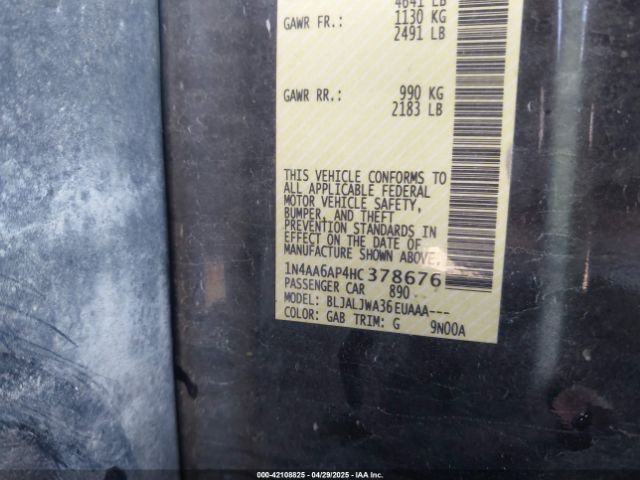 4641 LB
GAWR FR.: 1130 KG
2491 LB
GAWR RR.: 990 KG
2183 LB
THIS VEHICLE CONFORMS TO
ALL APPLICABLE FEDERAL
MOTOR VEHICLE SAFETY,
BUMPER, AND THEFT
PREVENTION STANDARDS IN
EFFECT ON THE DATE OF
MANUFACTURE SHOWN ABOVE.
1N4AA6AP4HC378676
PASSENGER CAR 890
MODEL: BLJALJWA36EUAAA---
COLOR: GAB TRIM: G 9N00A
000-42108825 - 04/29/2025 - IAA Inc.